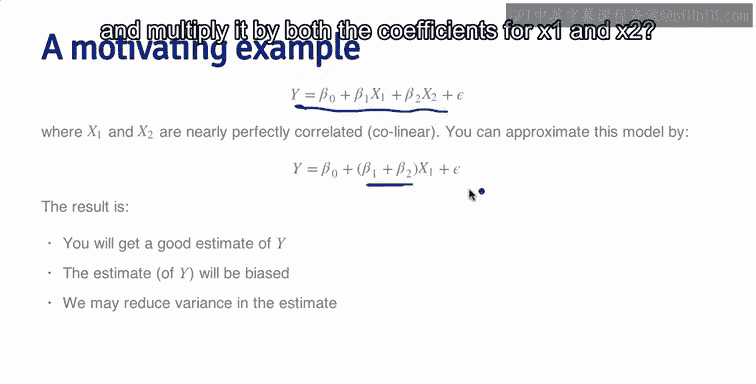 and multiply it by both the coefficients for x1 and x2?
A motivating example
Y = β₀ + β₁X₁ + β₂X₂ + ϵ
where X₁ and X₂ are nearly perfectly correlated (co-linear). You can approximate this model by:
Y = β₀ + (β₁ + β₂)X₁ + ϵ
The result is:
· You will get a good estimate of Y
· The estimate (of Y) will be biased
· We may reduce variance in the estimate